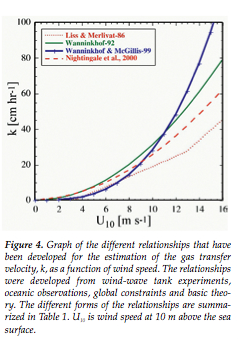 100
80
60
40
20
0
k [cm hr-1]
Liss & Merlivat-86
Wanninkhof-92
Wanninkhof & McGillis-99
Nightingale et al., 2000
0 2 4 6 8 10 12 14 16
U10 [m s-1]
Figure 4. Graph of the different relationships that have
been developed for the estimation of the gas transfer
velocity, k, as a function of wind speed. The relationships
were developed from wind-wave tank experiments,
oceanic observations, global constraints and basic theo-
ry. The different forms of the relationships are summa-
rized in Table 1. U10 is wind at 10 m above the sea
surface.